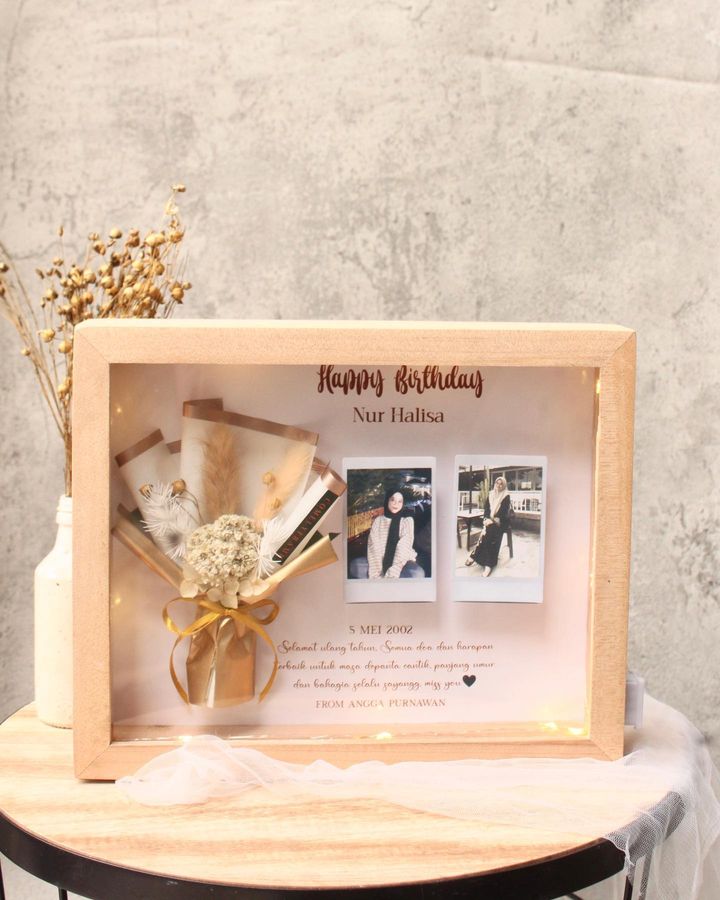 Happy Birthday
Nur Halisa
5 MEI 2002
Selamat ulang tahun. Semua doa dan harapan
terbaik untuk masa depanta cantik, panjang umur
dan bahagia selalu sayangg, miss you🖤
FROM ANGGA PURNAWAN